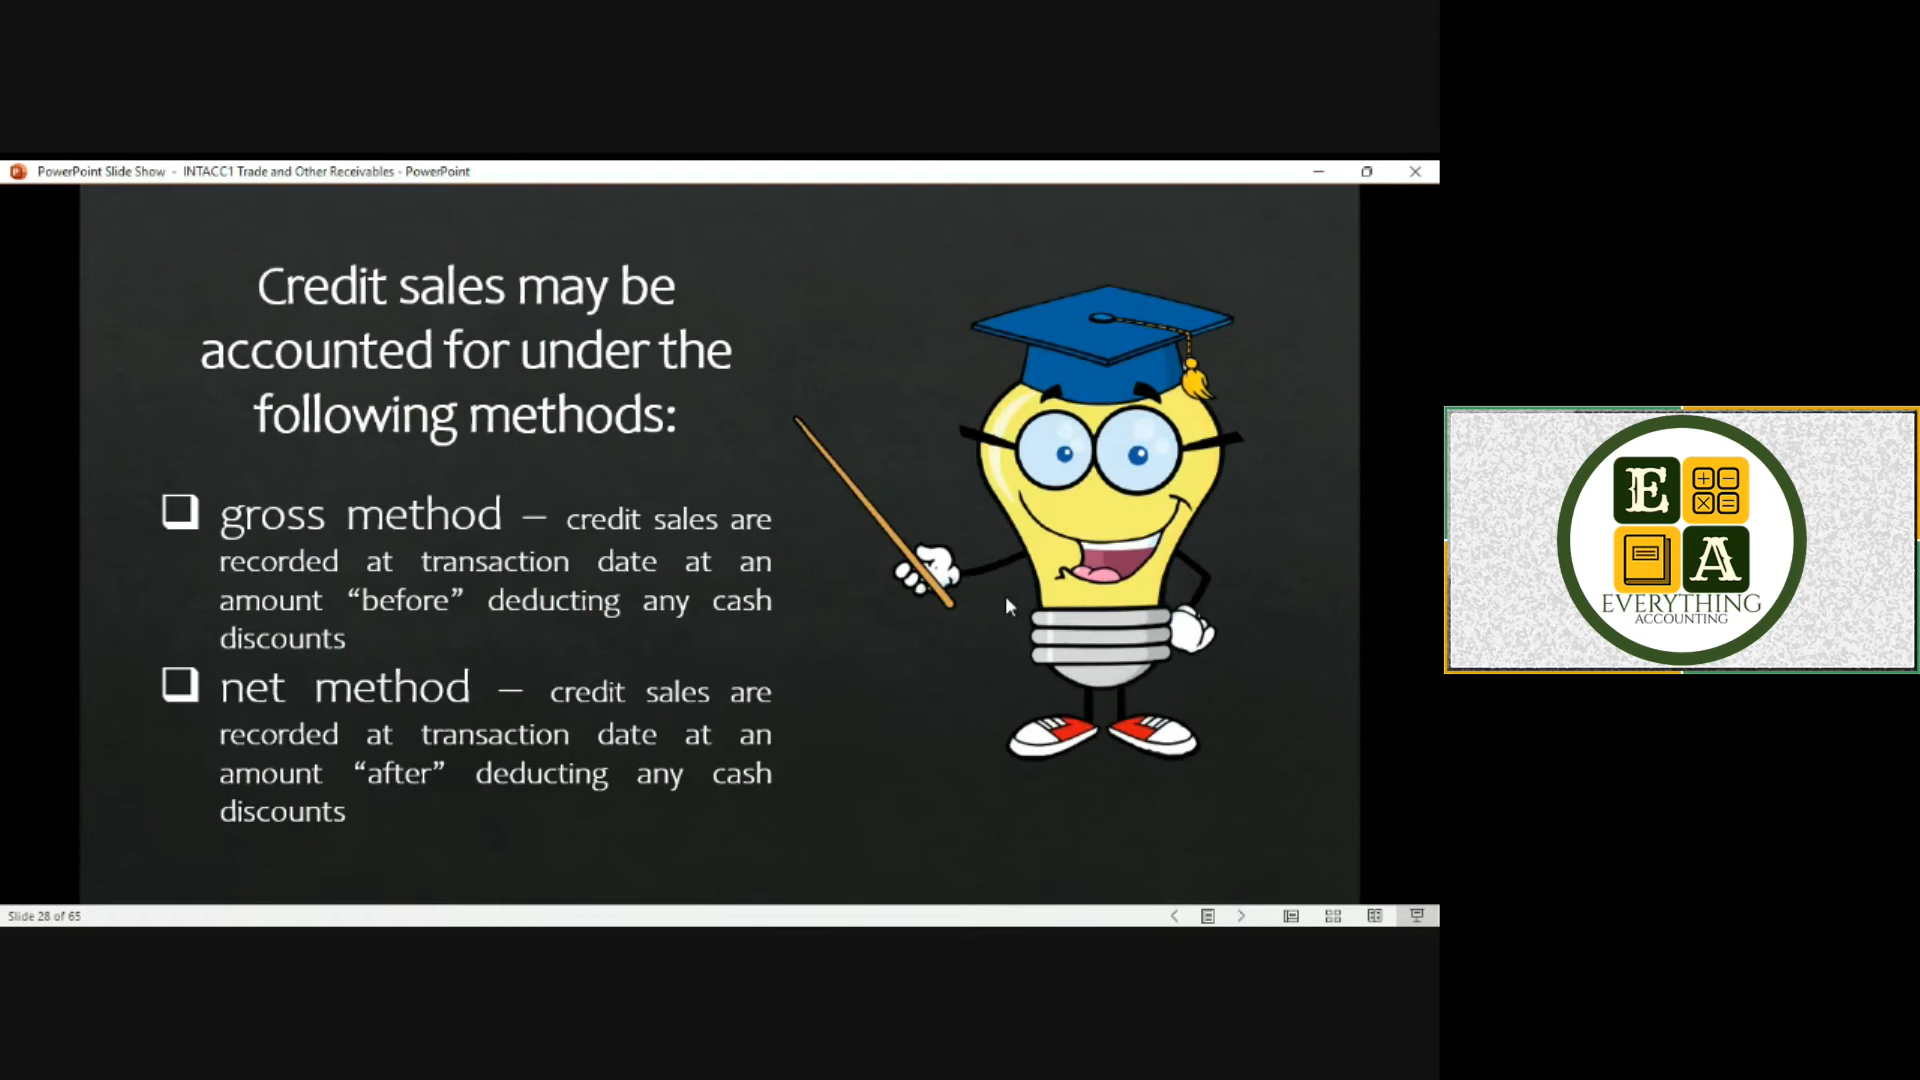 PowerPoint Slide Show - INTACC1 Trade and Other Receivables - PowerPoint
Credit sales may be
accounted for under the
following methods:
gross method – credit sales are
recorded at transaction date at an
amount “before” deducting any cash
discounts
net method – credit sales are
recorded at transaction date at an
amount “after” deducting any cash
discounts
Slide 28 of 65
E
A
EVERYTHING
ACCOUNTING